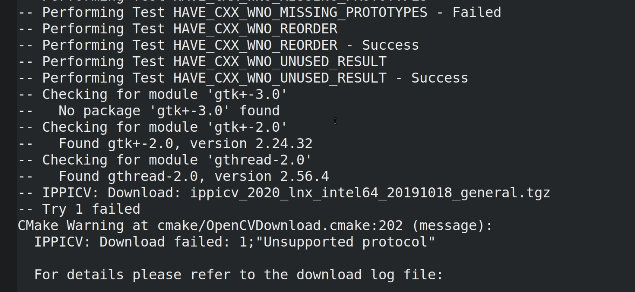 -- Performing Test HAVE_CXX_WNO_MISSING_PROTOTYPES - Failed
-- Performing Test HAVE_CXX_WNO_REORDER
-- Performing Test HAVE_CXX_WNO_REORDER - Success
-- Performing Test HAVE_CXX_WNO_UNUSED_RESULT
-- Performing Test HAVE_CXX_WNO_UNUSED_RESULT - Success
-- Checking for module 'gtk+-3.0'
--   No package 'gtk+-3.0' found
-- Checking for module 'gtk+-2.0'
--   Found gtk+-2.0, version 2.24.32
-- Checking for module 'gthread-2.0'
--   Found gthread-2.0, version 2.56.4
-- IPPICV: Download: ippicv_2020_lnx_intel64_20191018_general.tgz
-- Try 1 failed
CMake Warning at cmake/OpenCVDownload.cmake:202 (message):
  IPPICV: Download failed: 1;"Unsupported protocol"
  For details please refer to the download log file: